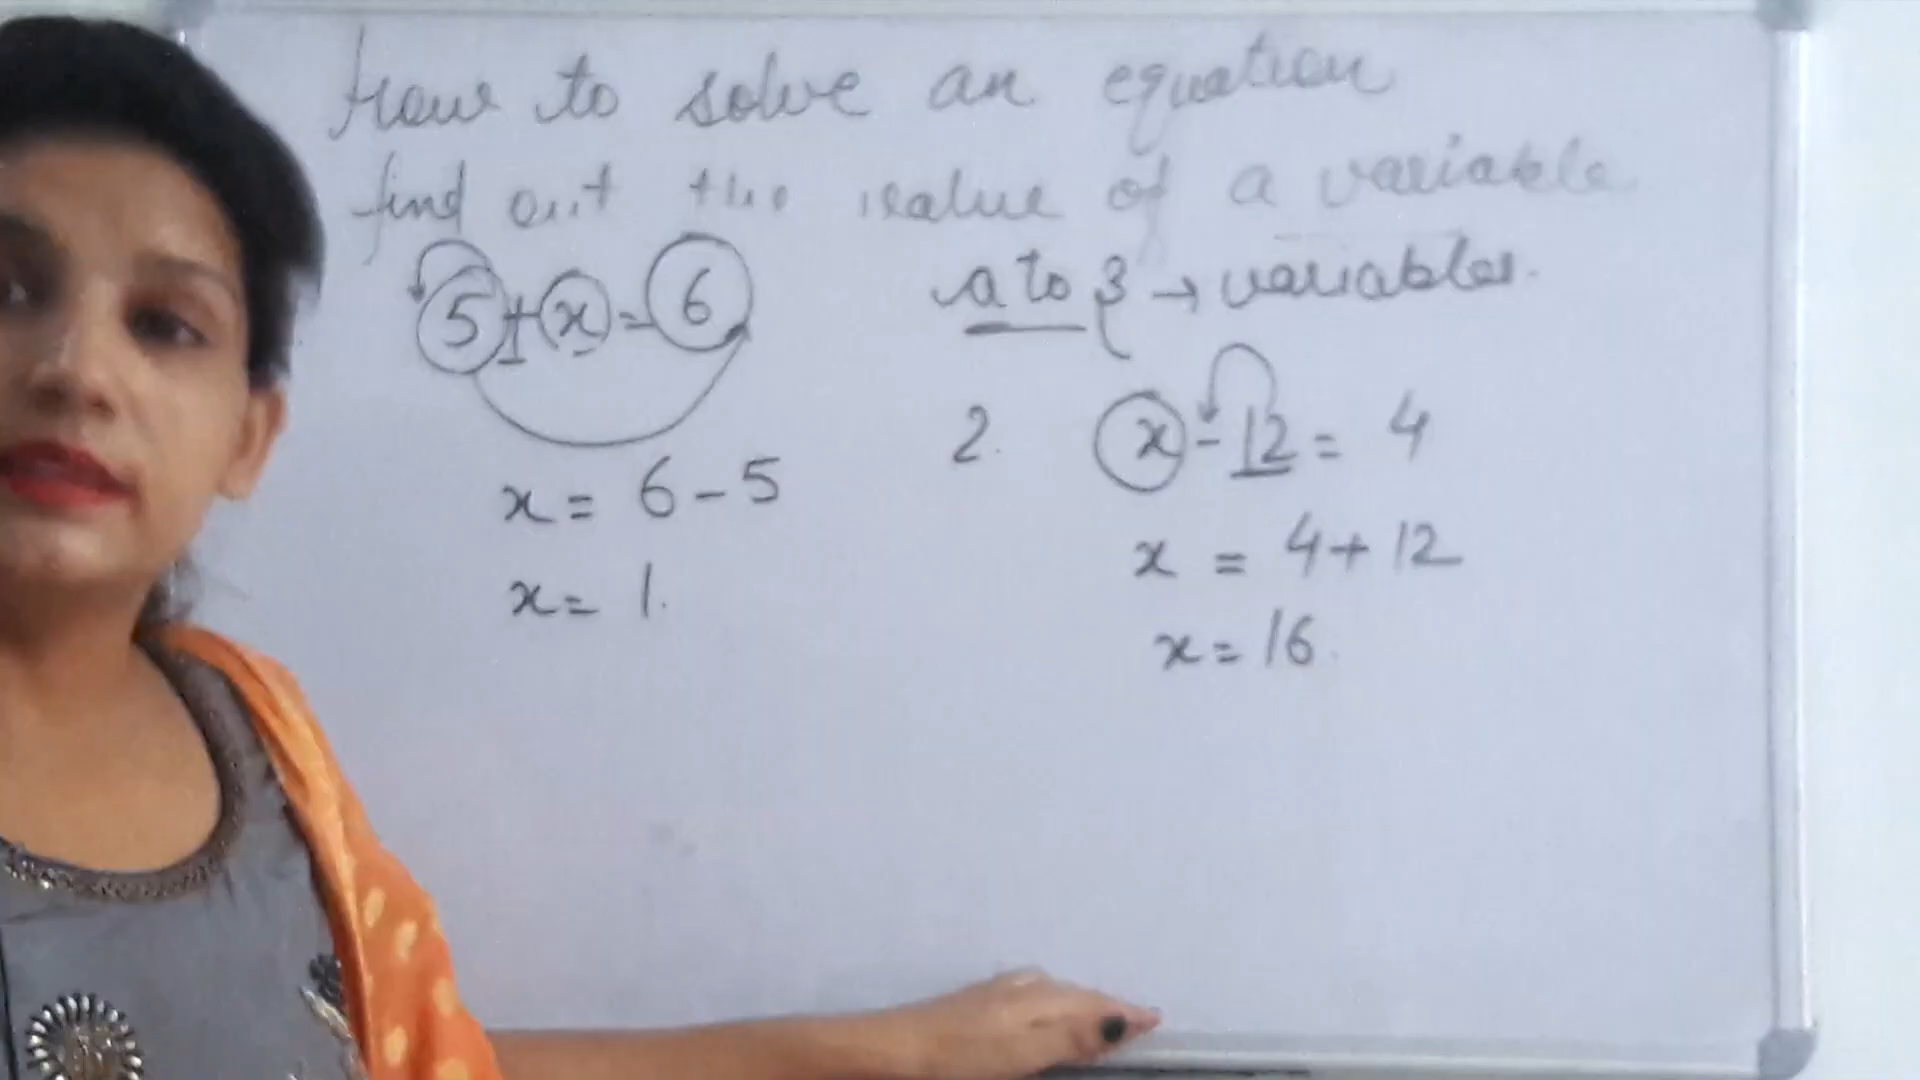 How to solve an equation
find out the value of a variable
5 + x = 6
x = 6 - 5
x = 1.
a to z → variables.
2. x - 12 = 4
x = 4 + 12
x = 16.